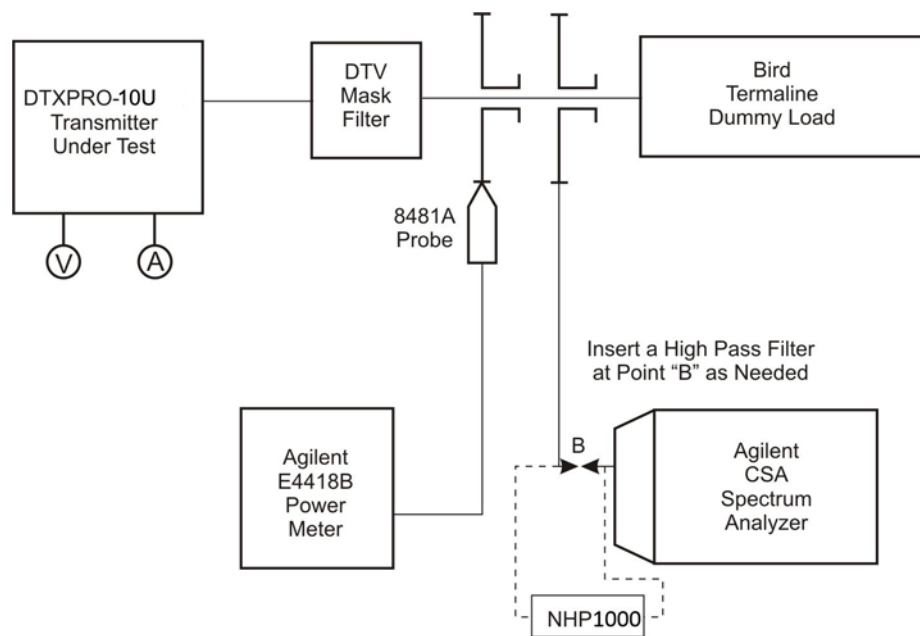 DTXPRO-10U
Transmitter
Under Test
DTV
Mask
Filter
Bird
Termaline
Dummy Load
V
A
8481A
Probe
Insert a High Pass Filter
at Point “B” as Needed
B
Agilent
E4418B
Power
Meter
Agilent
CSA
Spectrum
Analyzer
NHP1000